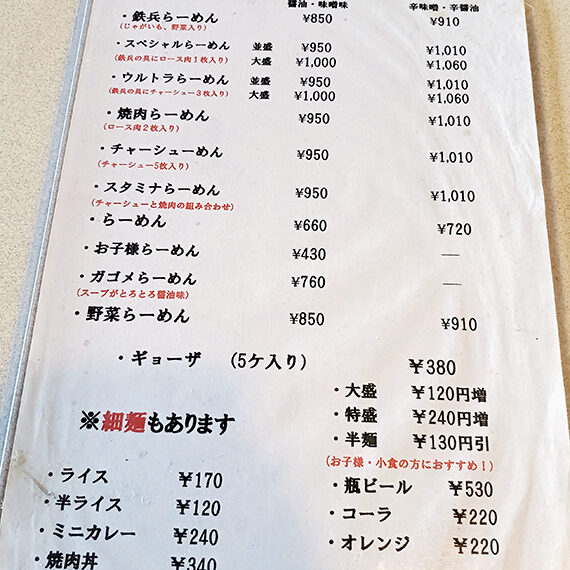 醤油・味噌味 辛味噌・辛醤油
・鉄兵らーめん ¥850 ¥910
(じゃがいも、野菜入り)
・スペシャルらーめん 並盛 ¥950 ¥1,010
(鉄兵の具にロース肉1枚入り) 大盛 ¥1,000 ¥1,060
・ウルトララーめん 並盛 ¥950 ¥1,010
(鉄兵の具にチャーシュー3枚入り) 大盛 ¥1,000 ¥1,060
・焼肉らーめん ¥950 ¥1,010
(ロース肉2枚入り)
・チャーシューめん ¥950 ¥1,010
(チャーシュー5枚入り)
・スタミナらーめん ¥950 ¥1,010
(チャーシューと焼肉の組み合わせ)
・らーめん ¥660 ¥720
・お子様らーめん ¥430 —
・ガゴメらーめん ¥760 —
(スープがとろとろ醤油味)
・野菜らーめん ¥850 ¥910
・ギョーザ (5ケ入り) ¥380
・大盛 ¥120円増
・特盛 ¥240円増
・半麺 ¥130円引
(お子様・小食の方におすすめ!)
※細麺もあります
・ライス ¥170
・半ライス ¥120
・ミニカレー ¥240
・焼肉丼 ¥340
・瓶ビール ¥530
・コーラ ¥220
・オレンジ ¥220